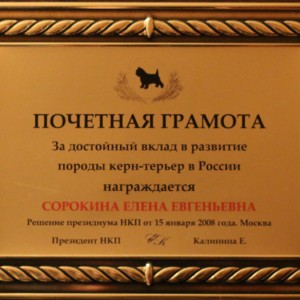 ПОЧЕТНАЯ ГРАМОТА
За достойный вклад в развитие
породы керн-терьер в России
награждается
СОРОКИНА ЕЛЕНА ЕВГЕНЬЕВНА
Решение президиума НКП от 15 января 2008 года. Москва
Президент НКП Калинина Е.